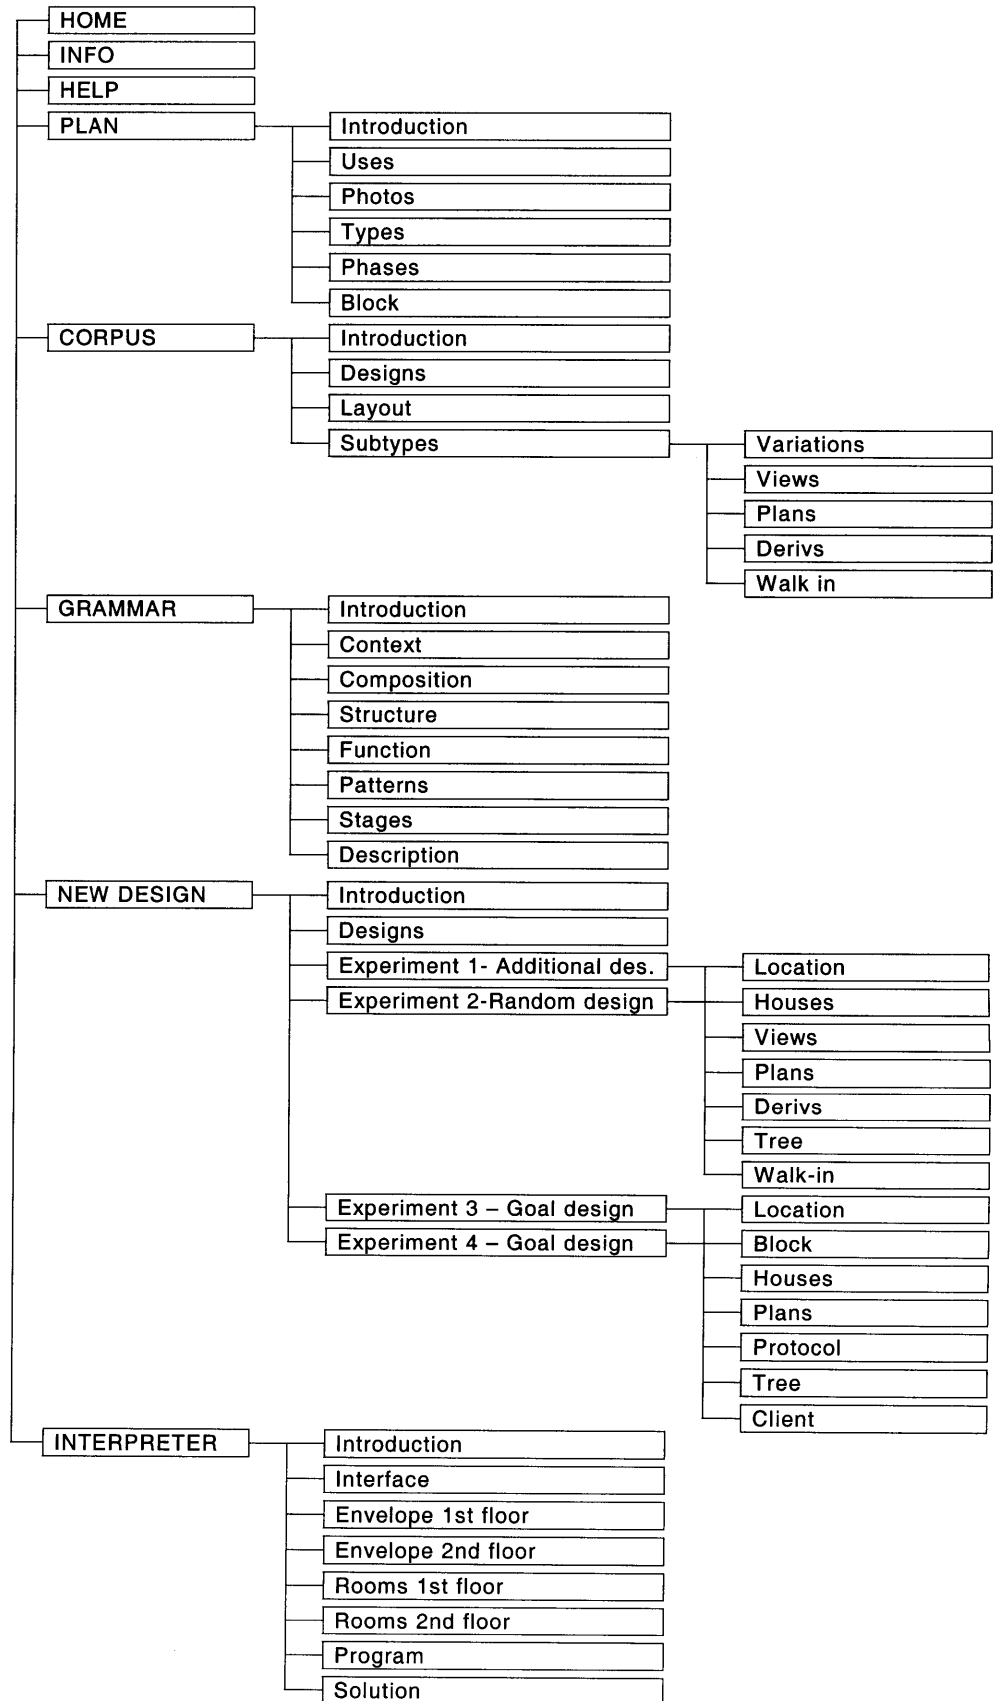 HOME
INFO
HELP
PLAN
Introduction
Uses
Photos
Types
Phases
Block
CORPUS
Introduction
Designs
Layout
Subtypes
Variations
Views
Plans
Derivs
Walk in
GRAMMAR
Introduction
Context
Composition
Structure
Function
Patterns
Stages
Description
NEW DESIGN
Introduction
Designs
Experiment 1- Additional des.
Experiment 2-Random design
Location
Houses
Views
Plans
Derivs
Tree
Walk-in
Experiment 3 – Goal design
Experiment 4 – Goal design
Location
Block
Houses
Plans
Protocol
Tree
Client
INTERPRETER
Introduction
Interface
Envelope 1st floor
Envelope 2nd floor
Rooms 1st floor
Rooms 2nd floor
Program
Solution